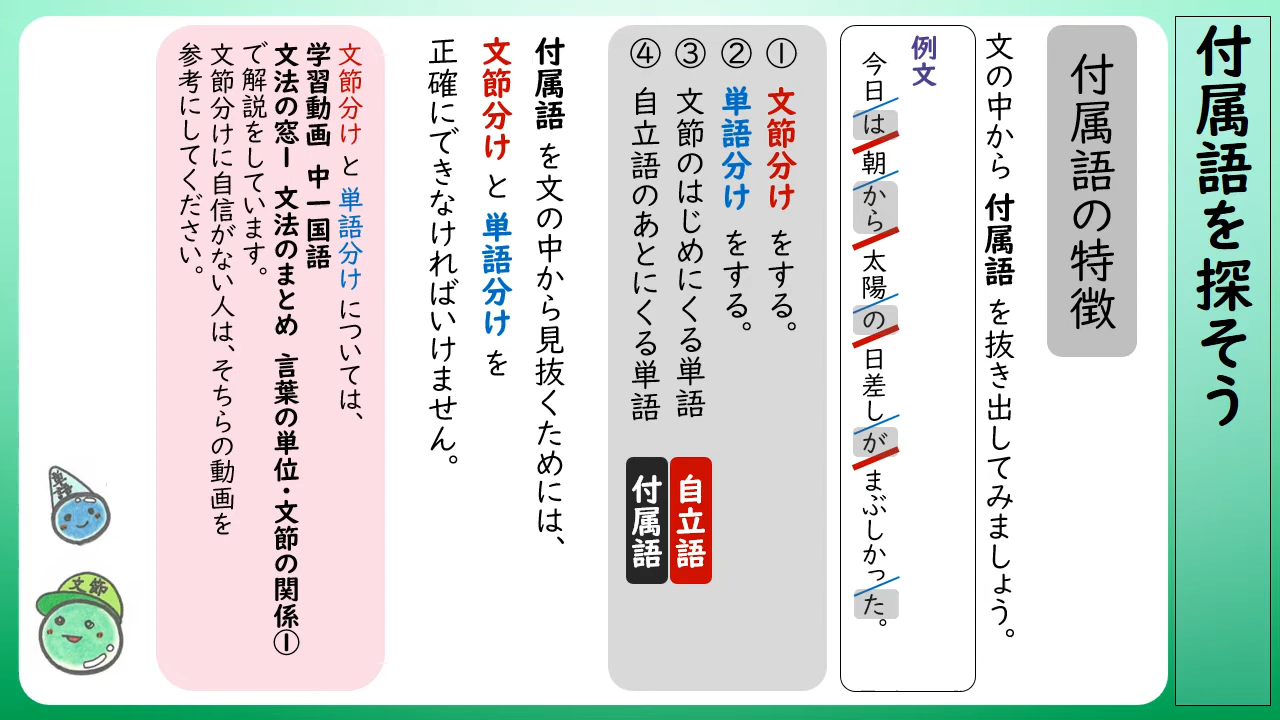 付属語を探そう
付属語の特徴
文の中から 付属語 を抜き出してみましょう。
例文
今日は朝から太陽の日差しがまぶしかった。
① 文節分け をする。
② 単語分け をする。
③ 文節のはじめにくる単語 自立語
④ 自立語のあとにくる単語 付属語
付属語 を文の中から見抜くためには、
文節分け と 単語分け を
正確にできなければいけません。
文節分け と 単語分け については、
学習動画 中一国語
文法の窓ー 文法のまとめ 言葉の単位・文節の関係①
で解説をしています。
文節分けに自信がない人は、そちらの動画を
参考にしてください。
単語
文節